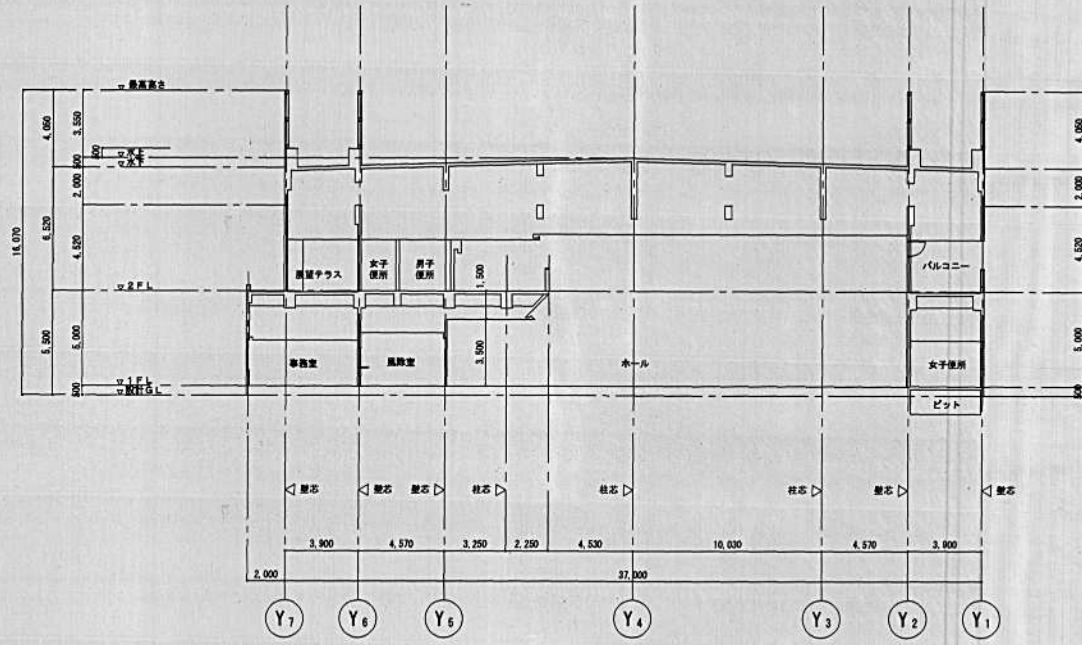 ▽最高高さ
▽水上
▽水下
▽2FL
▽1FL
▽設計GL
16,070
4,050
6,520
5,500
3,550
2,000
4,520
5,000
500
展望テラス
女子
便所
男子
便所
1,500
3,500
事務室
風除室
ホール
バルコニー
女子便所
ピット
4,050
2,000
4,520
5,000
500
壁芯
壁芯
壁芯
柱芯
柱芯
柱芯
壁芯
壁芯
3,900
4,570
3,250
2,250
4,530
10,030
4,570
3,900
2,000
37,000
Y7
Y6
Y5
Y4
Y3
Y2
Y1